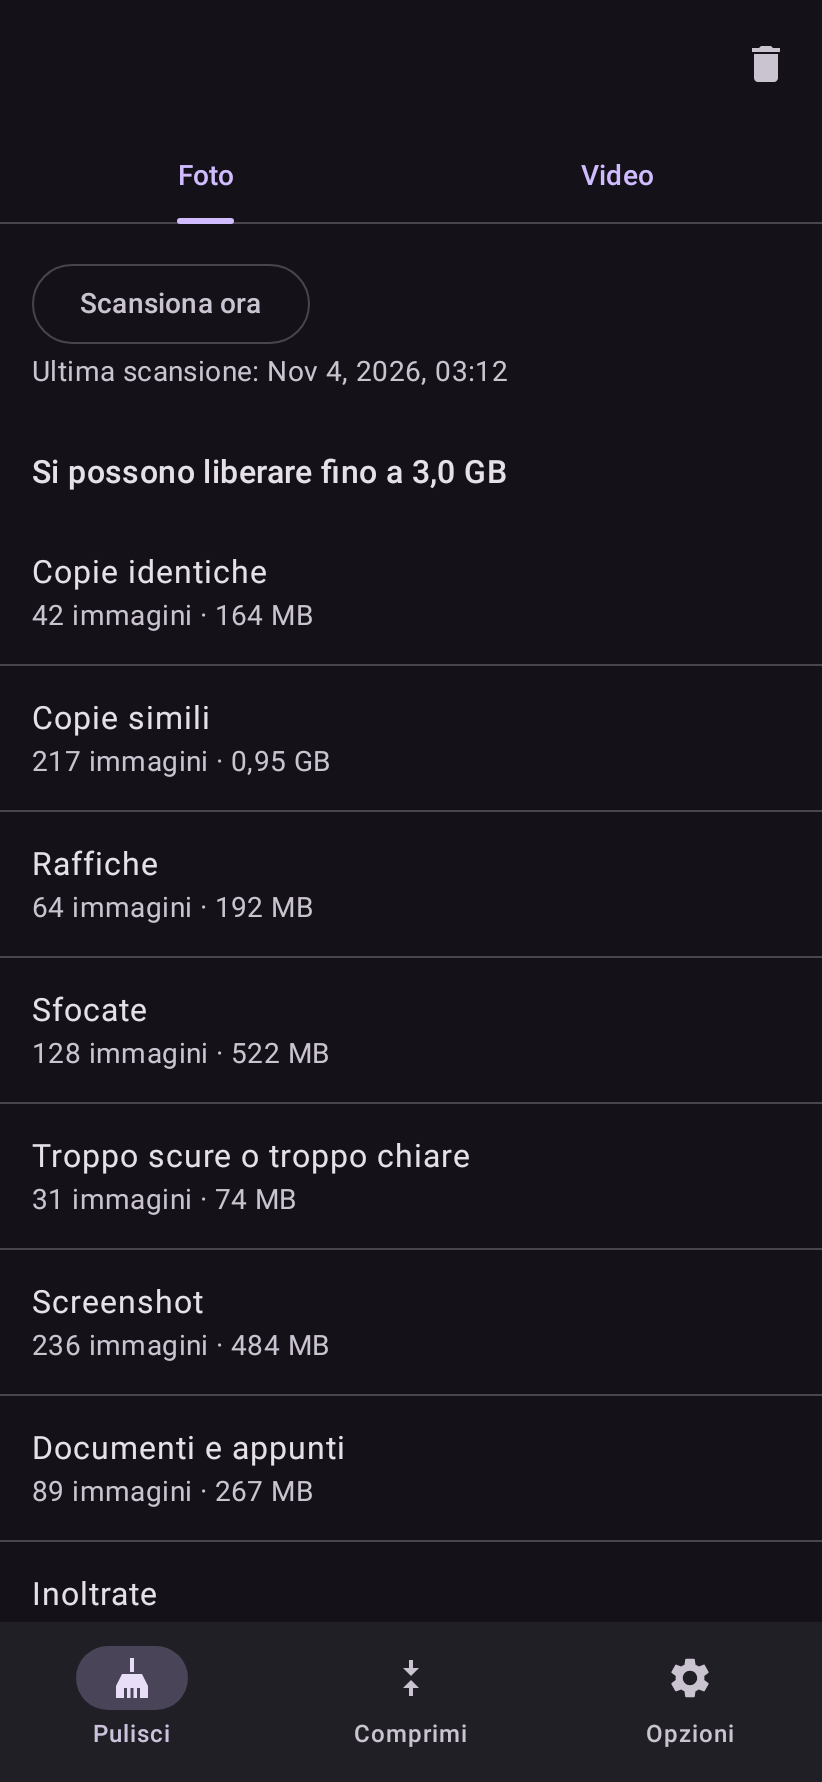 Foto
Video
Scansiona ora
Ultima scansione: Nov 4, 2026, 03:12
Si possono liberare fino a 3,0 GB
Copie identiche
42 immagini · 164 MB
Copie simili
217 immagini · 0,95 GB
Raffiche
64 immagini · 192 MB
Sfocate
128 immagini · 522 MB
Troppo scure o troppo chiare
31 immagini · 74 MB
Screenshot
236 immagini · 484 MB
Documenti e appunti
89 immagini · 267 MB
Inoltrate
Pulisci
Comprimi
Opzioni